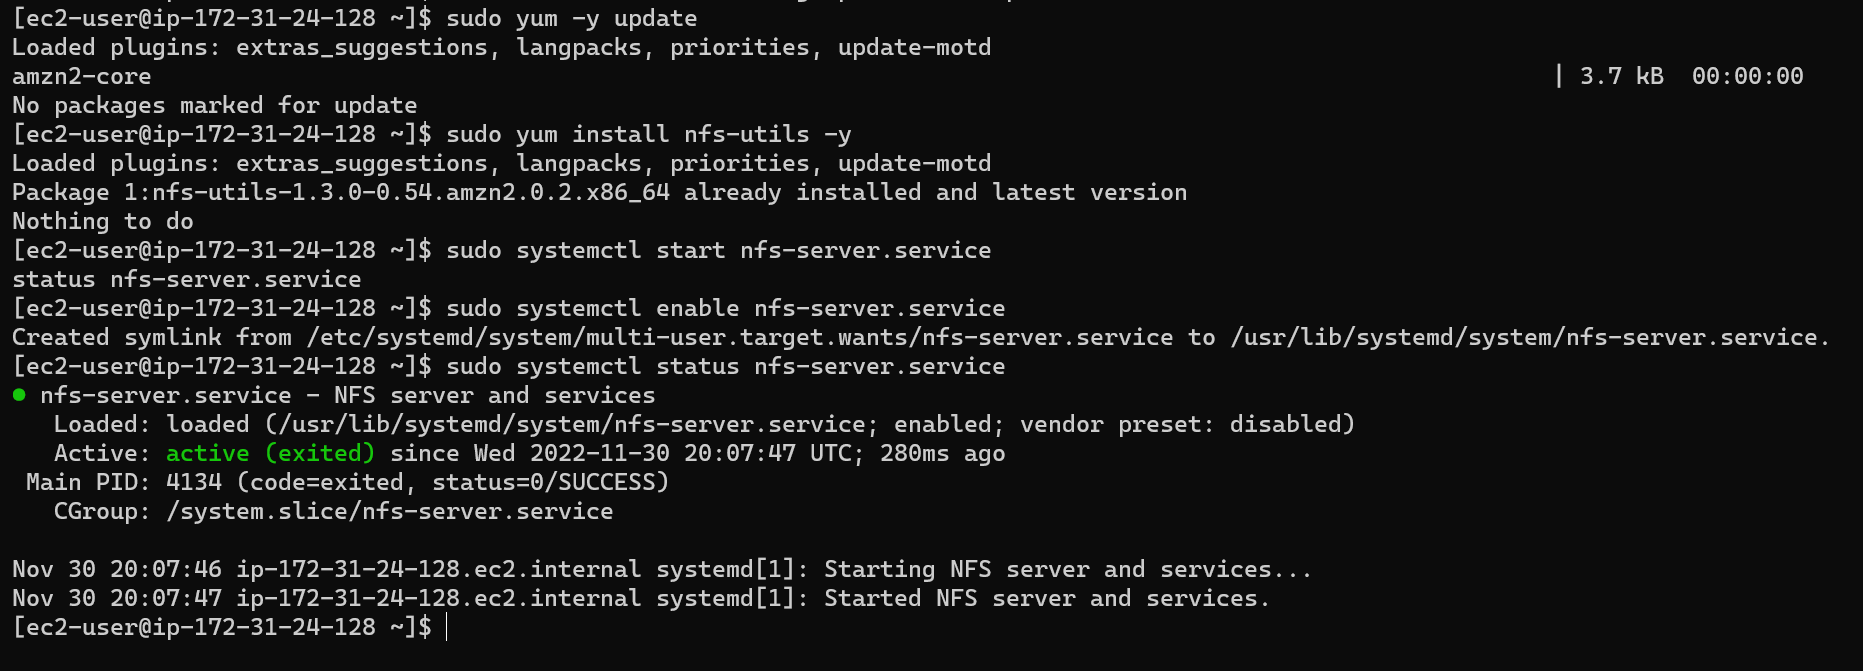 [ec2-user@ip-172-31-24-128 ~]$ sudo yum -y update
Loaded plugins: extras_suggestions, langpacks, priorities, update-motd
amzn2-core | 3.7 kB 00:00:00
No packages marked for update
[ec2-user@ip-172-31-24-128 ~]$ sudo yum install nfs-utils -y
Loaded plugins: extras_suggestions, langpacks, priorities, update-motd
Package 1:nfs-utils-1.3.0-0.54.amzn2.0.2.x86_64 already installed and latest version
Nothing to do
[ec2-user@ip-172-31-24-128 ~]$ sudo systemctl start nfs-server.service
status nfs-server.service
[ec2-user@ip-172-31-24-128 ~]$ sudo systemctl enable nfs-server.service
Created symlink from /etc/systemd/system/multi-user.target.wants/nfs-server.service to /usr/lib/systemd/system/nfs-server.service.
[ec2-user@ip-172-31-24-128 ~]$ sudo systemctl status nfs-server.service
● nfs-server.service - NFS server and services
Loaded: loaded (/usr/lib/systemd/system/nfs-server.service; enabled; vendor preset: disabled)
Active: active (exited) since Wed 2022-11-30 20:07:47 UTC; 280ms ago
Main PID: 4134 (code=exited, status=0/SUCCESS)
CGroup: /system.slice/nfs-server.service
Nov 30 20:07:46 ip-172-31-24-128.ec2.internal systemd[1]: Starting NFS server and services...
Nov 30 20:07:47 ip-172-31-24-128.ec2.internal systemd[1]: Started NFS server and services.
[ec2-user@ip-172-31-24-128 ~]$